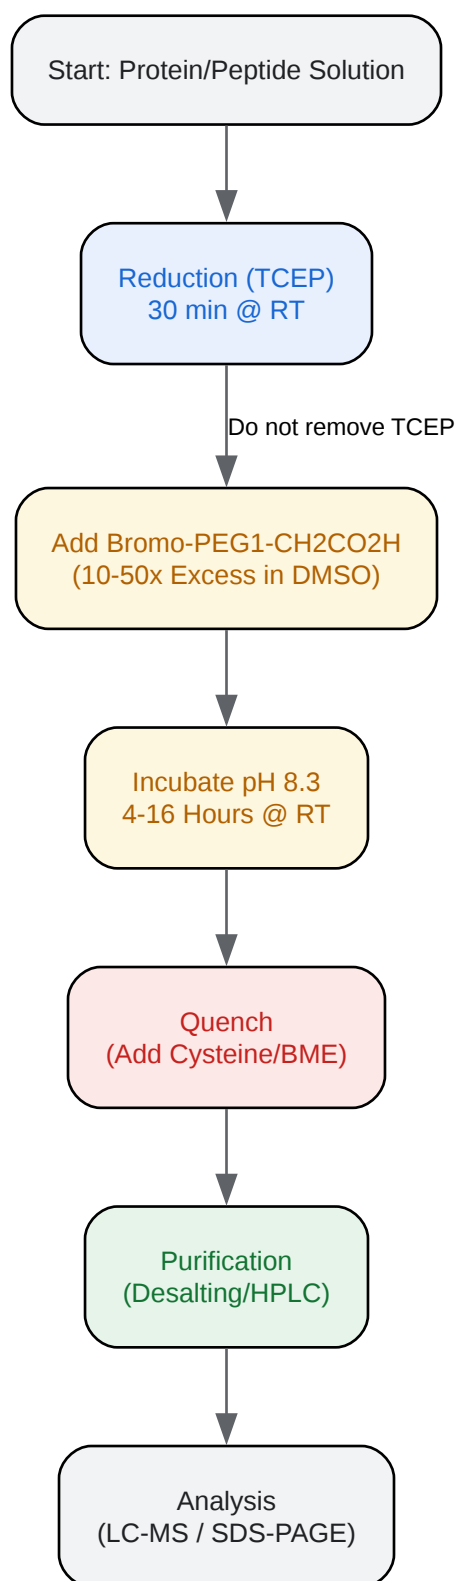 Start: Protein/Peptide Solution
Reduction (TCEP)
30 min @ RT
Do not remove TCEP
Add Bromo-PEG1-CH2CO2H
(10-50x Excess in DMSO)
Incubate pH 8.3
4-16 Hours @ RT
Quench
(Add Cysteine/BME)
Purification
(Desalting/HPLC)
Analysis
(LC-MS / SDS-PAGE)